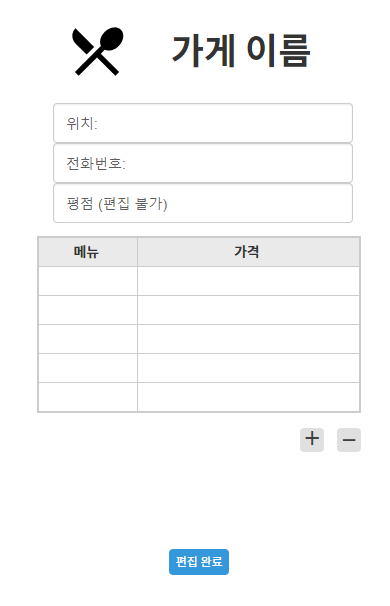 가게 이름
위치:
전화번호:
평점 (편집 불가)
메뉴 가격
+ −
편집 완료